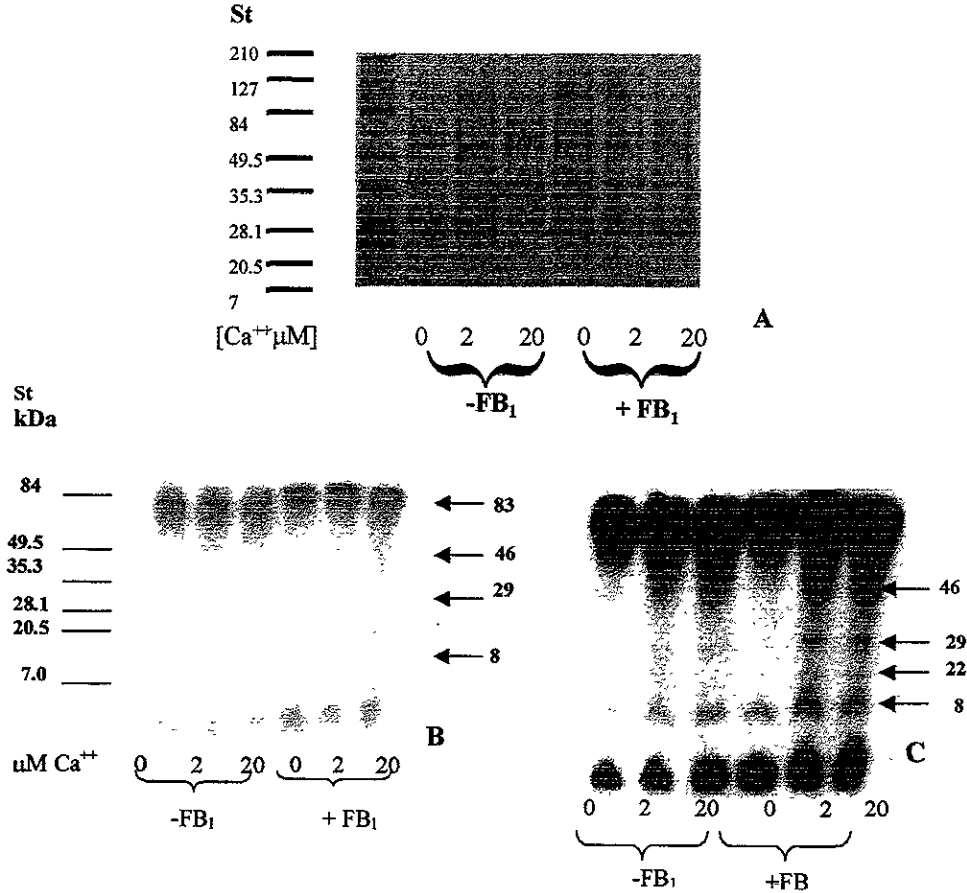 St
210
127
84
49.5
35.3
28.1
20.5
7
[Ca⁺⁺μM] 0 2 20 0 2 20
A
-FB₁ + FB₁
St
kDa
84
49.5
35.3
28.1
20.5
7.0
83
46
29
8
B
μM Ca⁺⁺ 0 2 20 0 2 20
-FB₁ + FB₁
46
29
22
8
C
0 2 20 0 2 20
-FB₁ +FB